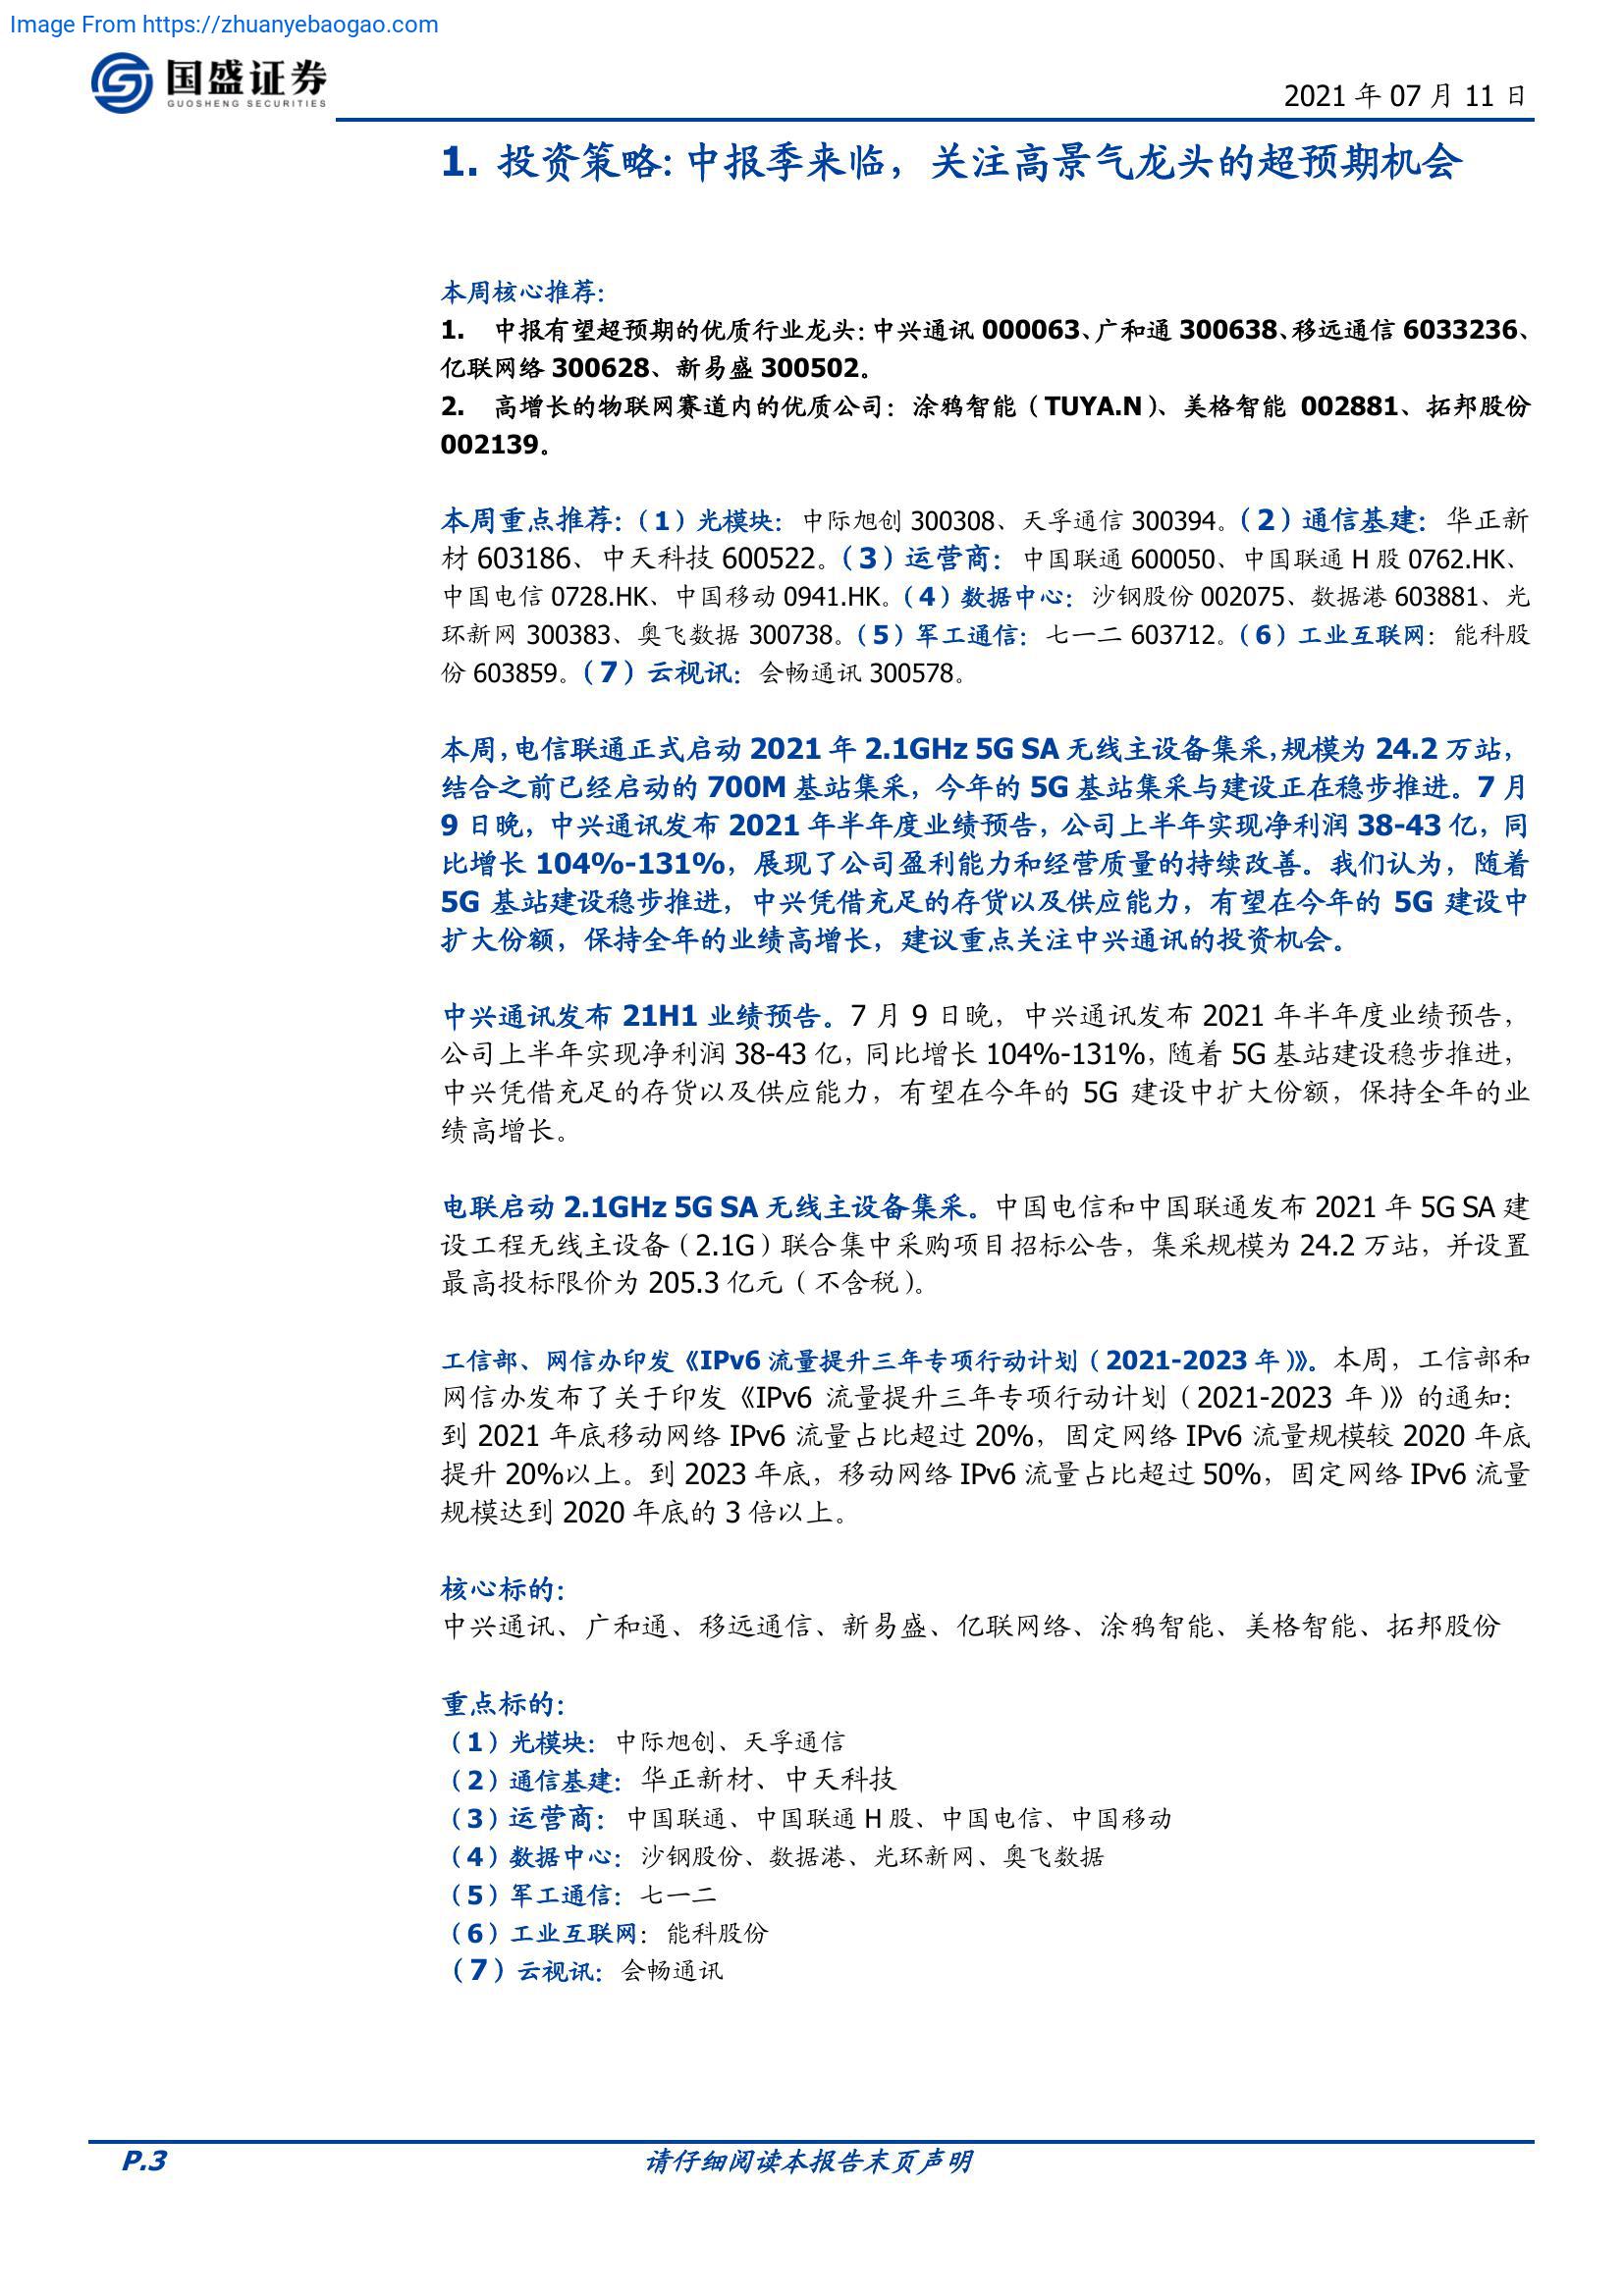 Image From https://zhuanyebaogao.com
国盛证券
GUOSHENG SECURITIES
2021 年 07 月 11 日
1. 投资策略：中报季来临，关注高景气龙头的超预期机会
本周核心推荐：
1. 中报有望超预期的优质行业龙头：中兴通讯 000063、广和通 300638、移远通信 6033236、
亿联网络 300628、新易盛 300502。
2. 高增长的物联网赛道内的优质公司：涂鸦智能（TUYA.N）、美格智能 002881、拓邦股份
002139。
本周重点推荐：（1）光模块：中际旭创 300308、天孚通信 300394。（2）通信基建：华正新
材 603186、中天科技 600522。（3）运营商：中国联通 600050、中国联通 H 股 0762.HK、
中国电信 0728.HK、中国移动 0941.HK。（4）数据中心：沙钢股份 002075、数据港 603881、光
环新网 300383、奥飞数据 300738。（5）军工通信：七一二 603712。（6）工业互联网：能科股
份 603859。（7）云视讯：会畅通讯 300578。
本周，电信联通正式启动 2021 年 2.1GHz 5G SA 无线主设备集采，规模为 24.2 万站，
结合之前已经启动的 700M 基站集采，今年的 5G 基站集采与建设正在稳步推进。7 月
9 日晚，中兴通讯发布 2021 年半年度业绩预告，公司上半年实现净利润 38-43 亿，同
比增长 104%-131%，展现了公司盈利能力和经营质量的持续改善。我们认为，随着
5G 基站建设稳步推进，中兴凭借充足的存货以及供应能力，有望在今年的 5G 建设中
扩大份额，保持全年的业绩高增长，建议重点关注中兴通讯的投资机会。
中兴通讯发布 21H1 业绩预告。7 月 9 日晚，中兴通讯发布 2021 年半年度业绩预告，
公司上半年实现净利润 38-43 亿，同比增长 104%-131%，随着 5G 基站建设稳步推进，
中兴凭借充足的存货以及供应能力，有望在今年的 5G 建设中扩大份额，保持全年的业
绩高增长。
电联启动 2.1GHz 5G SA 无线主设备集采。中国电信和中国联通发布 2021 年 5G SA 建
设工程无线主设备（2.1G）联合集中采购项目招标公告，集采规模为 24.2 万站，并设置
最高投标限价为 205.3 亿元（不含税）。
工信部、网信办印发《IPv6 流量提升三年专项行动计划（2021-2023 年）》。本周，工信部和
网信办发布了关于印发《IPv6 流量提升三年专项行动计划（2021-2023 年）》的通知：
到 2021 年底移动网络 IPv6 流量占比超过 20%，固定网络 IPv6 流量规模较 2020 年底
提升 20%以上。到 2023 年底，移动网络 IPv6 流量占比超过 50%，固定网络 IPv6 流量
规模达到 2020 年底的 3 倍以上。
核心标的：
中兴通讯、广和通、移远通信、新易盛、亿联网络、涂鸦智能、美格智能、拓邦股份
重点标的：
（1）光模块：中际旭创、天孚通信
（2）通信基建：华正新材、中天科技
（3）运营商：中国联通、中国联通 H 股、中国电信、中国移动
（4）数据中心：沙钢股份、数据港、光环新网、奥飞数据
（5）军工通信：七一二
（6）工业互联网：能科股份
（7）云视讯：会畅通讯
P.3
请仔细阅读本报告末页声明